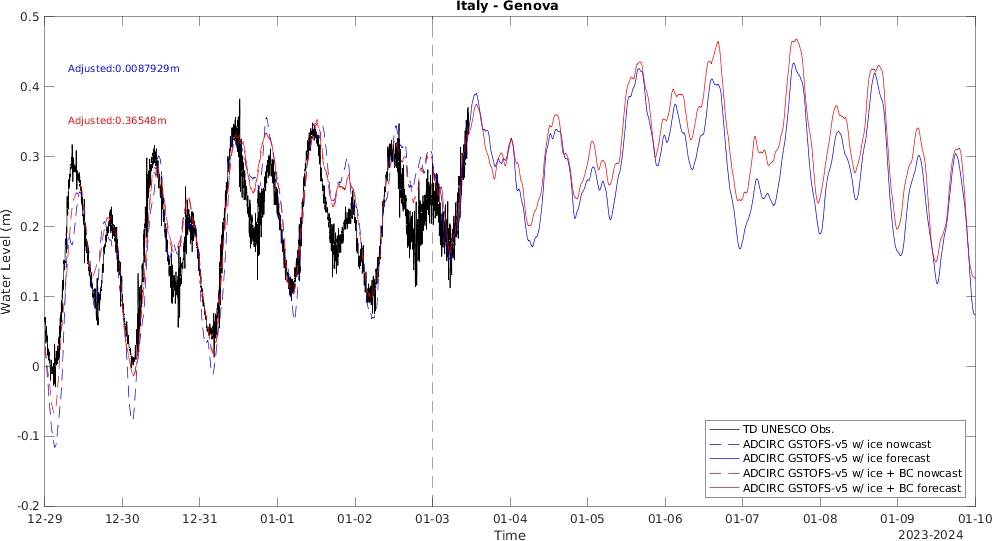 Italy - Genova
0.5
0.4
0.3
0.2
0.1
0
-0.1
-0.2
Water Level (m)
Adjusted:0.0087929m
Adjusted:0.36548m
TD UNESCO Obs.
ADCIRC GSTOFS-v5 w/ ice nowcast
ADCIRC GSTOFS-v5 w/ ice forecast
ADCIRC GSTOFS-v5 w/ ice + BC nowcast
ADCIRC GSTOFS-v5 w/ ice + BC forecast
12-29 12-30 12-31 01-01 01-02 01-03 01-04 01-05 01-06 01-07 01-08 01-09 01-10
Time
2023-2024